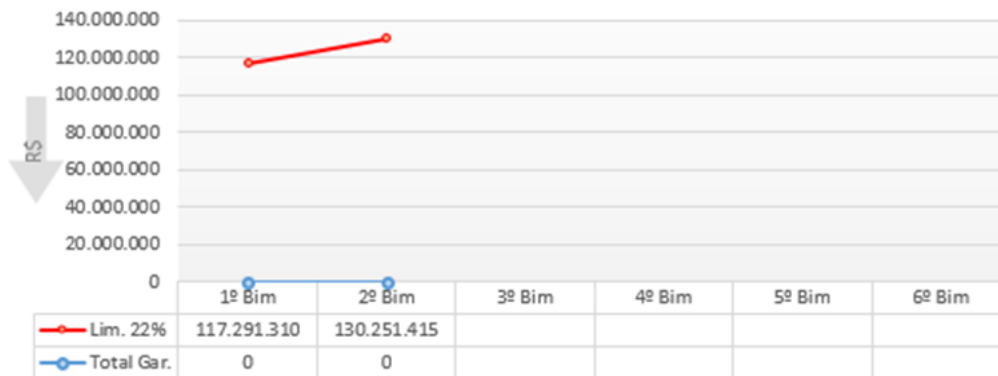 140.000.000
120.000.000
100.000.000
80.000.000
60.000.000
40.000.000
20.000.000
0
R$
1º Bim 2º Bim 3º Bim 4º Bim 5º Bim 6º Bim
Lim. 22% 117.291.310 130.251.415
Total Gar. 0 0